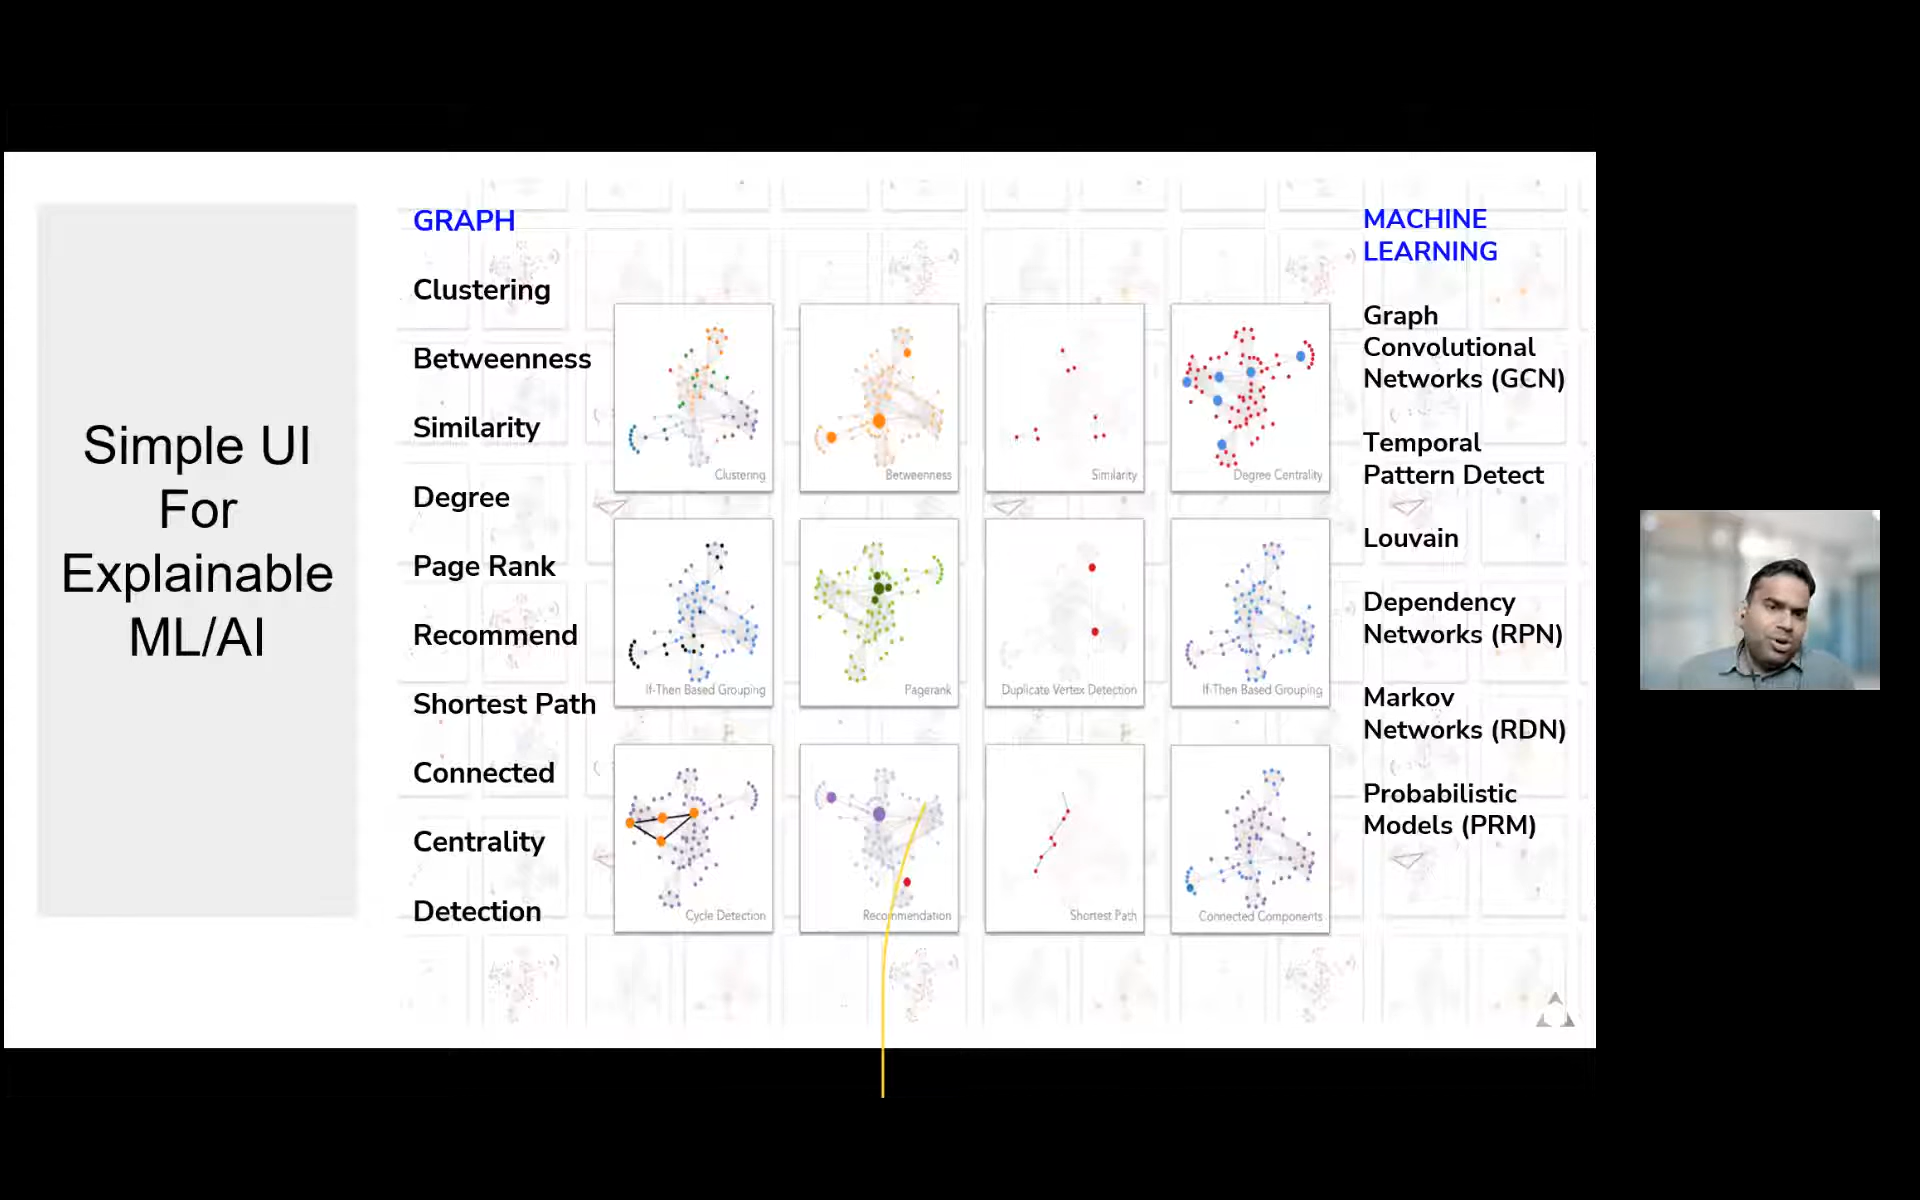 Simple UI
For
Explainable
ML/AI
GRAPH
Clustering
Betweenness
Similarity
Degree
Page Rank
Recommend
Shortest Path
Connected
Centrality
Detection
Clustering
Betweenness
Similarity
Degree Centrality
If-Then Based Grouping
Pagerank
Duplicate Vertex Detection
If-Then Based Grouping
Cycle Detection
Recommendation
Shortest Path
Connected Components
MACHINE
LEARNING
Graph
Convolutional
Networks (GCN)
Temporal
Pattern Detect
Louvain
Dependency
Networks (RPN)
Markov
Networks (RDN)
Probabilistic
Models (PRM)